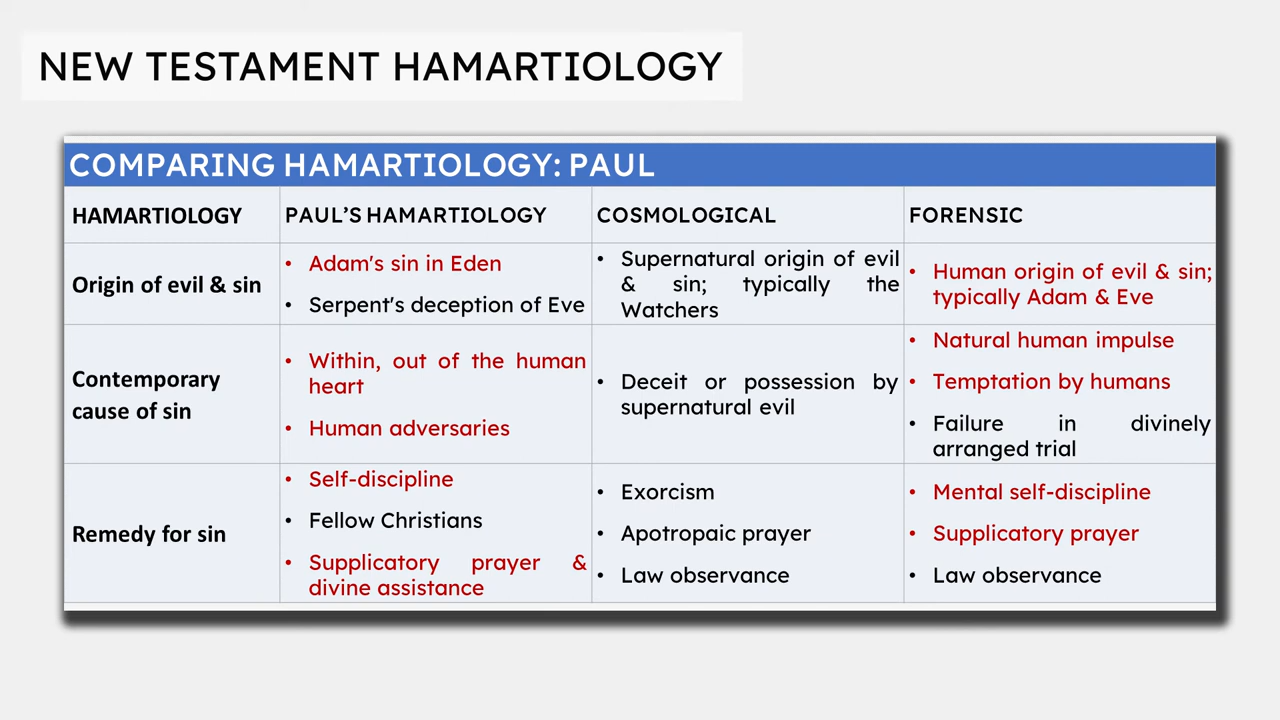 NEW TESTAMENT HAMARTIOLOGY
COMPARING HAMARTIOLOGY: PAUL
HAMARTIOLOGY
PAUL'S HAMARTIOLOGY
COSMOLOGICAL
FORENSIC
Origin of evil & sin
• Adam's sin in Eden
• Serpent's deception of Eve
• Supernatural origin of evil
& sin; typically the
Watchers
• Human origin of evil & sin;
typically Adam & Eve
Contemporary
cause of sin
• Within, out of the human
heart
• Human adversaries
• Deceit or possession by
supernatural evil
• Natural human impulse
• Temptation by humans
• Failure in divinely
arranged trial
Remedy for sin
• Self-discipline
• Fellow Christians
• Supplicatory prayer &
divine assistance
• Exorcism
• Apotropaic prayer
• Law observance
• Mental self-discipline
• Supplicatory prayer
• Law observance